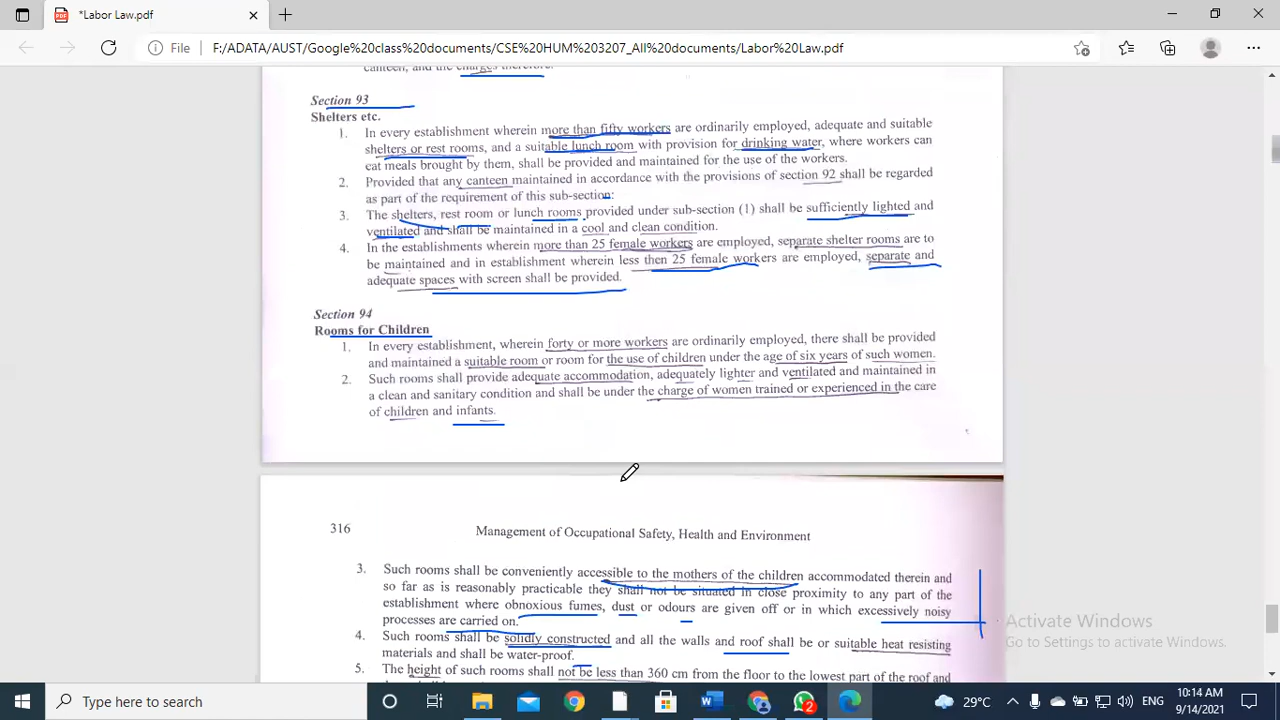 *Labor Law.pdf
File
F:/ADATA/AUST/Google%20class%20documents/CSE%20HUM%203207_All%20documents/Labor%20Law.pdf
canteen, and the charges therefore.
Section 93
Shelters etc.
1. In every establishment wherein more than fifty workers are ordinarily employed, adequate and suitable
shelters or rest rooms, and a suitable lunch room with provision for drinking water, where workers can
eat meals brought by them, shall be provided and maintained for the use of the workers.
2. Provided that any canteen maintained in accordance with the provisions of section 92 shall be regarded
as part of the requirement of this sub-section:
3. The shelters, rest room or lunch rooms provided under sub-section (1) shall be sufficiently lighted and
ventilated and shall be maintained in a cool and clean condition.
4. In the establishments wherein more than 25 female workers are employed, separate shelter rooms are to
be maintained and in establishment wherein less then 25 female workers are employed, separate and
adequate spaces with screen shall be provided.
Section 94
Rooms for Children
1. In every establishment, wherein forty or more workers are ordinarily employed, there shall be provided
and maintained a suitable room or room for the use of children under the age of six years of such women.
2. Such rooms shall provide adequate accommodation, adequately lighter and ventilated and maintained in
a clean and sanitary condition and shall be under the charge of women trained or experienced in the care
of children and infants.
316 Management of Occupational Safety, Health and Environment
3. Such rooms shall be conveniently accessible to the mothers of the children accommodated therein and
so far as is reasonably practicable they shall not be situated in close proximity to any part of the
establishment where obnoxious fumes, dust or odours are given off or in which excessively noisy
processes are carried on.
4. Such rooms shall be solidly constructed and all the walls and roof shall be or suitable heat resisting
materials and shall be water-proof.
5. The height of such rooms shall not be less than 360 cm from the floor to the lowest part of the roof and
Activate Windows
Go to Settings to activate Windows.
Type here to search
2
29°C
ENG
10:14 AM
9/14/2021